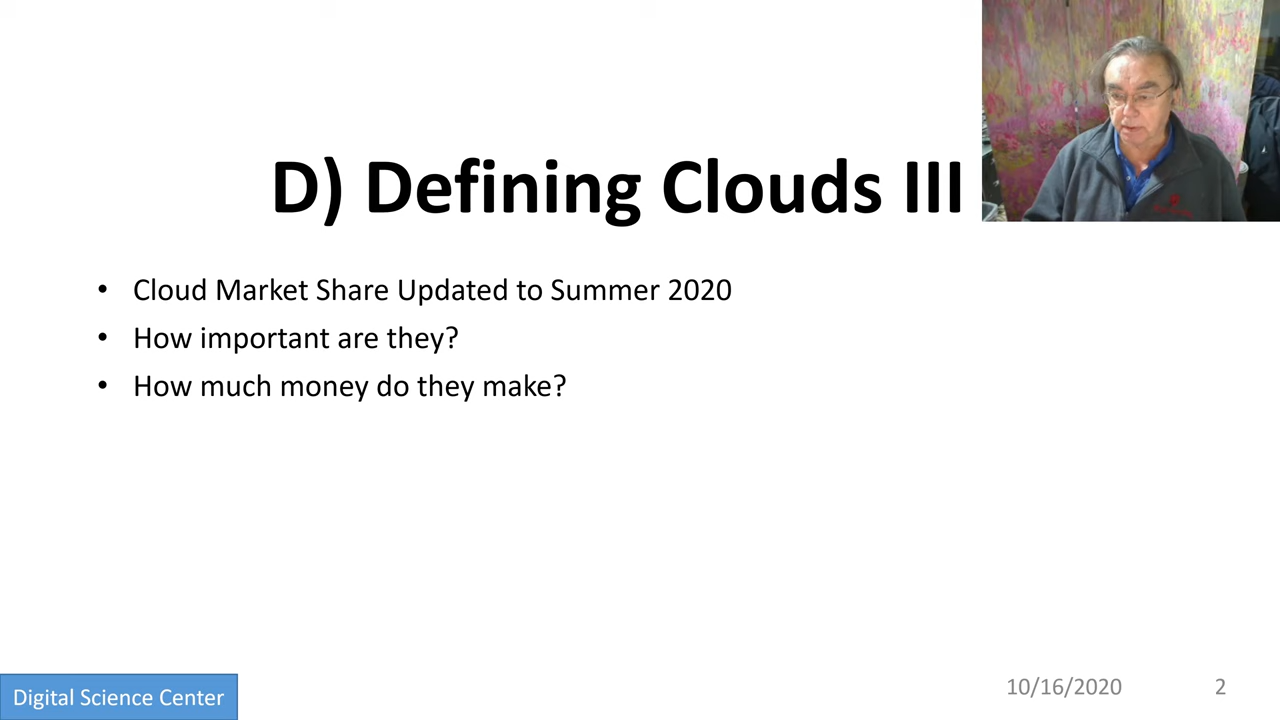 D) Defining Clouds III
• Cloud Market Share Updated to Summer 2020
• How important are they?
• How much money do they make?
Digital Science Center
10/16/2020
2